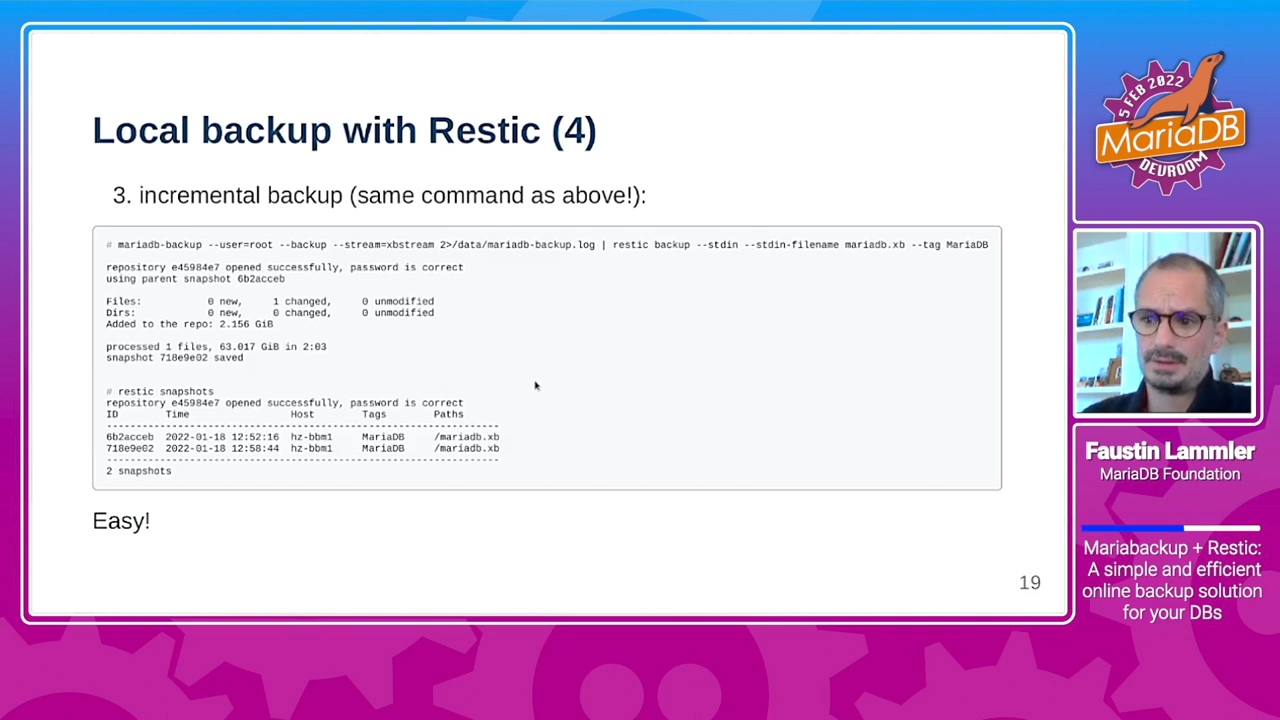 Local backup with Restic (4)
3. incremental backup (same command as above!):
# mariadb-backup --user=root --backup --stream=xbstream 2>/data/mariadb-backup.log | restic backup --stdin --stdin-filename mariadb.xb --tag MariaDB
repository e45984e7 opened successfully, password is correct
using parent snapshot 6b2acceb
Files: 0 new, 1 changed, 0 unmodified
Dirs: 0 new, 0 changed, 0 unmodified
Added to the repo: 2.156 GiB
processed 1 files, 63.017 GiB in 2:03
snapshot 718e9e02 saved
# restic snapshots
repository e45984e7 opened successfully, password is correct
ID Time Host Tags Paths
---------------------------------------------------------------
6b2acceb 2022-01-18 12:52:16 hz-bbm1 MariaDB /mariadb.xb
718e9e02 2022-01-18 12:58:44 hz-bbm1 MariaDB /mariadb.xb
---------------------------------------------------------------
2 snapshots
Easy!
19
5 FEB 2022
MariaDB
DEVROOM
Faustin Lammler
MariaDB Foundation
Mariabackup + Restic:
A simple and efficient
online backup solution
for your DBs